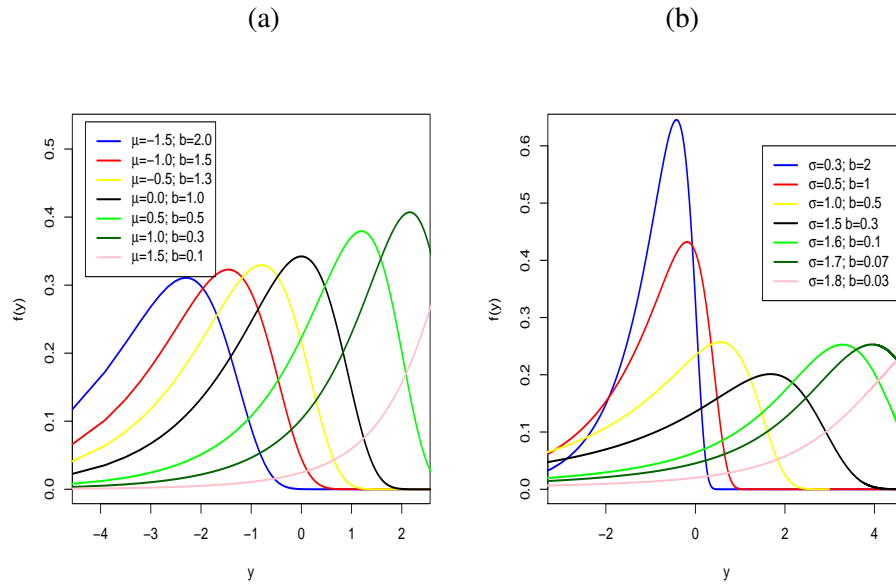 (a)
(b)
μ=−1.5; b=2.0
μ=−1.0; b=1.5
μ=−0.5; b=1.3
μ=0.0; b=1.0
μ=0.5; b=0.5
μ=1.0; b=0.3
μ=1.5; b=0.1
0.0
0.1
0.2
0.3
0.4
0.5
f(y)
−4
−3
−2
−1
0
1
2
y
σ=0.3; b=2
σ=0.5; b=1
σ=1.0; b=0.5
σ=1.5 b=0.3
σ=1.6; b=0.1
σ=1.7; b=0.07
σ=1.8; b=0.03
0.0
0.1
0.2
0.3
0.4
0.5
0.6
f(y)
−2
0
2
4
y